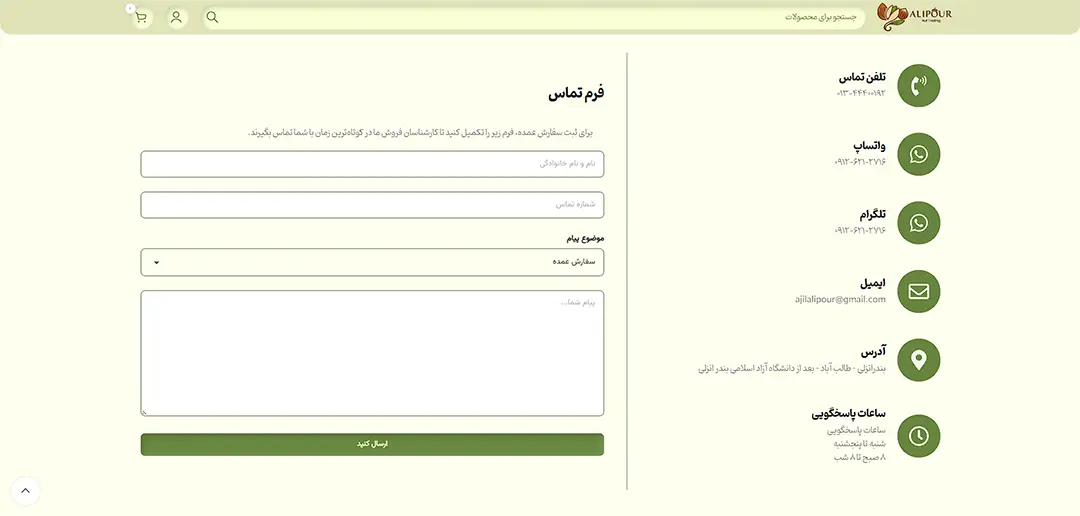 ALIPOUR
جستجو برای محصولات
۰
تلفن تماس
۰۱۳-۴۴۴۰۰۱۹۲
واتساپ
۰۹۱۲-۶۲۱-۲۷۱۶
تلگرام
۰۹۱۲-۶۲۱-۲۷۱۶
ایمیل
ajilalipour@gmail.com
آدرس
بندرانزلی - طالب آباد - بعد از دانشگاه آزاد اسلامی بندر انزلی
ساعات پاسخگویی
ساعات پاسخگویی
شنبه تا پنجشنبه
۸ صبح تا ۸ شب
فرم تماس
برای ثبت سفارش عمده، فرم زیر را تکمیل کنید تا کارشناسان فروش ما در کوتاه‌ترین زمان با شما تماس بگیرند.
نام و نام خانوادگی
شماره تماس
موضوع پیام
سفارش عمده
پیام شما...
ارسال کنید